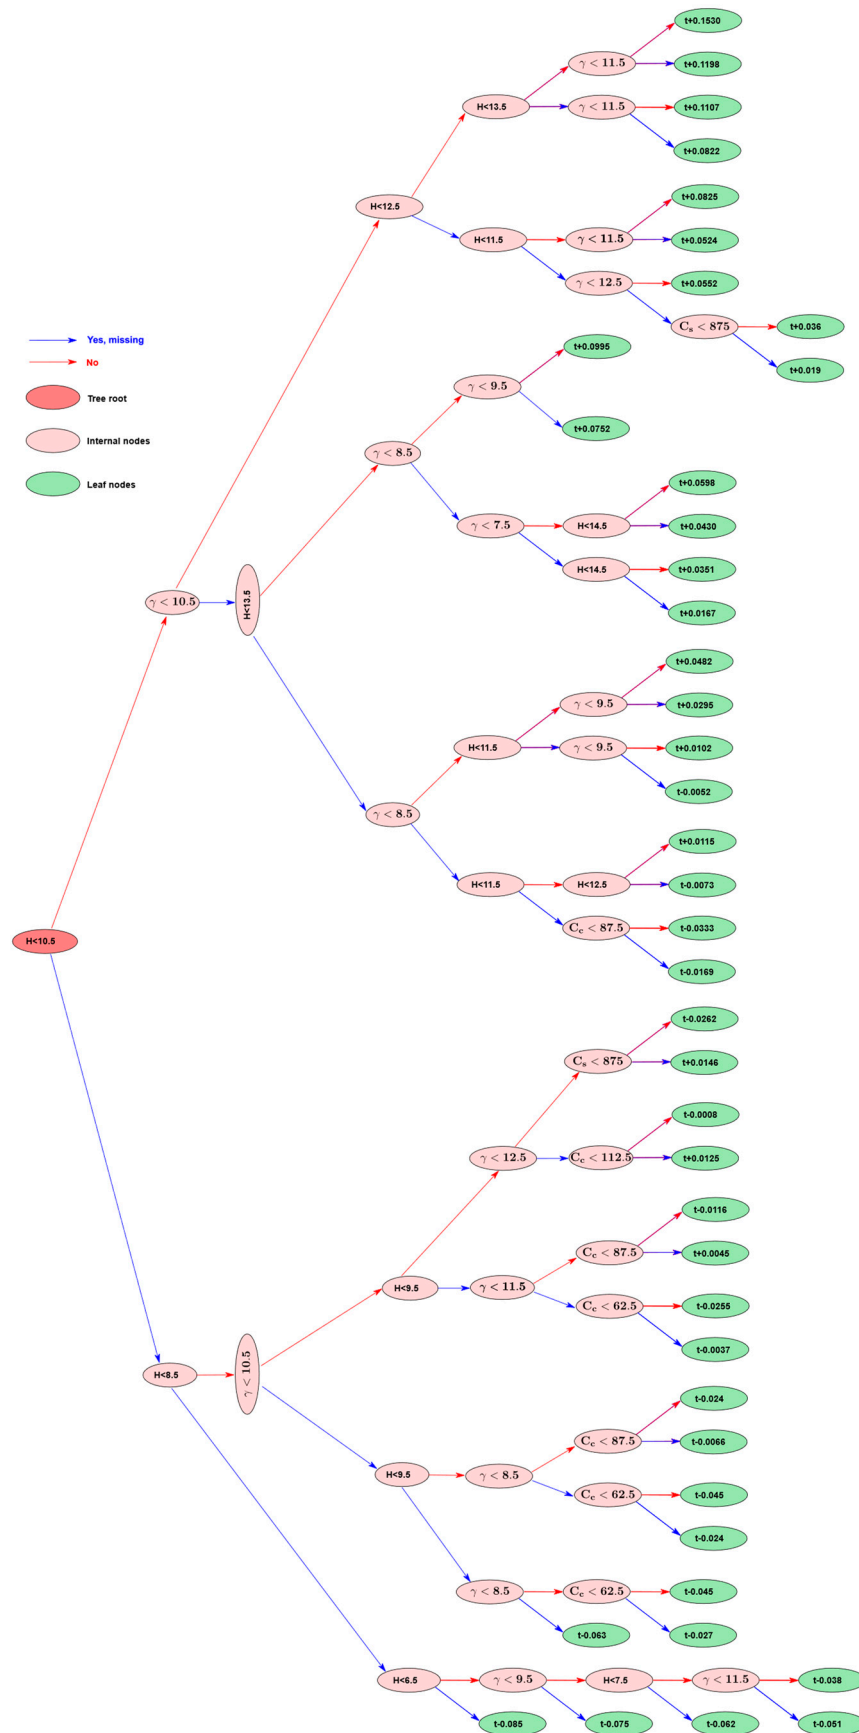 t+0.1530
γ < 11.5
t+0.1198
H<13.5
γ < 11.5
t+0.1107
t+0.0822
H<12.5
t+0.0825
H<11.5
γ < 11.5
t+0.0524
γ < 12.5
t+0.0552
C_s < 875
t+0.036
t+0.019
Yes, missing
No
Tree root
Internal nodes
Leaf nodes
t+0.0995
γ < 9.5
t+0.0752
γ < 8.5
t+0.0598
γ < 7.5
H<14.5
t+0.0430
H<14.5
t+0.0351
t+0.0167
γ < 10.5
H<13.5
t+0.0482
γ < 9.5
t+0.0295
H<11.5
γ < 9.5
t+0.0102
t-0.0052
γ < 8.5
t+0.0115
H<11.5
H<12.5
t-0.0073
C_c < 87.5
t-0.0333
t-0.0169
H<10.5
t-0.0262
C_s < 875
t+0.0146
t-0.0008
γ < 12.5
C_c < 112.5
t+0.0125
t-0.0116
C_c < 87.5
t+0.0045
H<9.5
γ < 11.5
C_c < 62.5
t-0.0255
t-0.0037
H<8.5
γ < 10.5
t-0.024
C_c < 87.5
t-0.0066
H<9.5
γ < 8.5
C_c < 62.5
t-0.045
t-0.024
γ < 8.5
C_c < 62.5
t-0.045
t-0.063
t-0.027
H<6.5
γ < 9.5
H<7.5
γ < 11.5
t-0.038
t-0.085
t-0.075
t-0.062
t-0.051